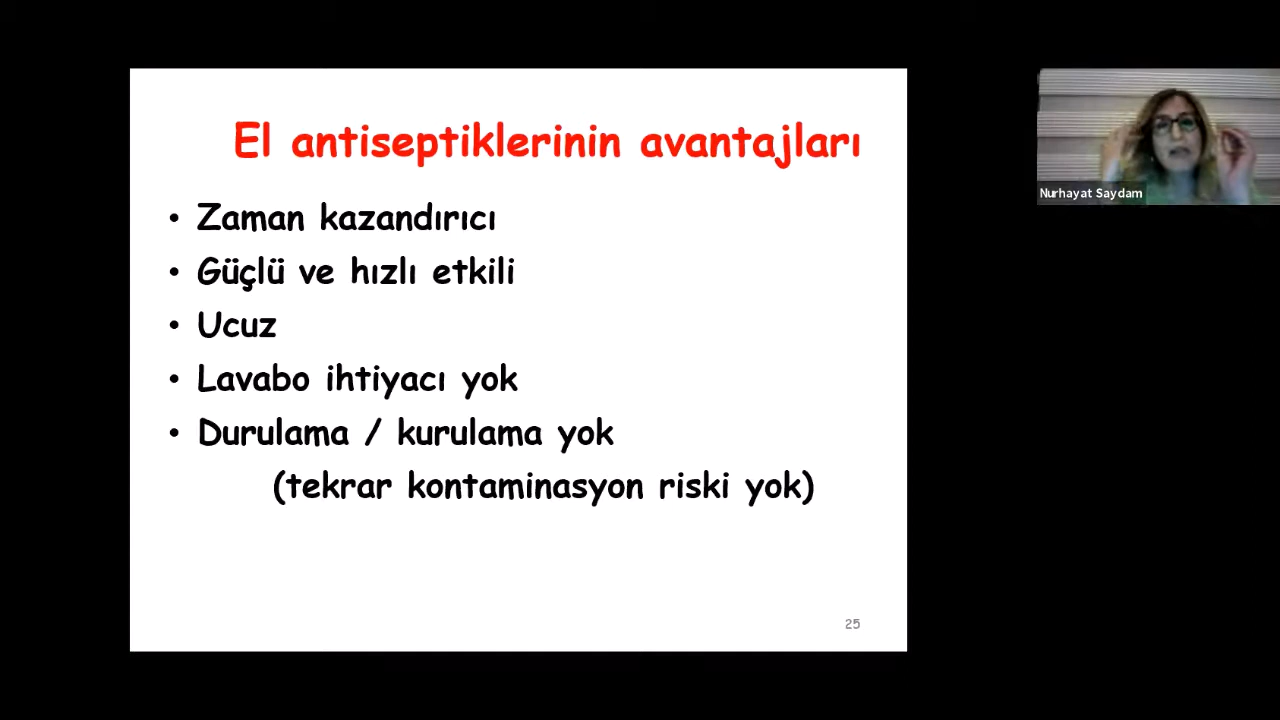 El antiseptiklerinin avantajları
• Zaman kazandırıcı
• Güçlü ve hızlı etkili
• Ucuz
• Lavabo ihtiyacı yok
• Durulama / kurulama yok
(tekrar kontaminasyon riski yok)
25
Nurhayat Saydam